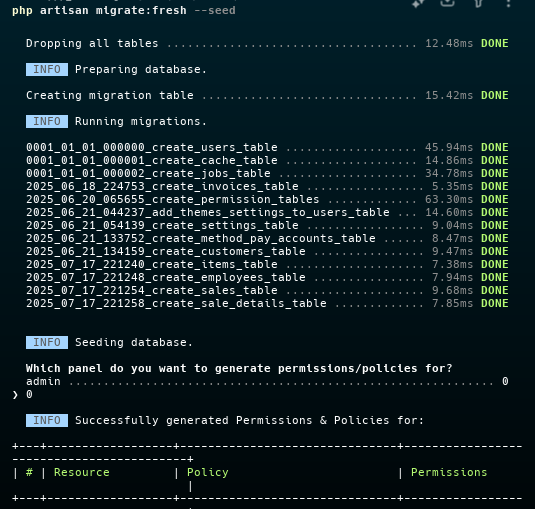 php artisan migrate:fresh --seed
Dropping all tables ..................................... 12.48ms DONE
INFO Preparing database.
Creating migration table ................................ 15.42ms DONE
INFO Running migrations.
0001_01_01_000000_create_users_table .................... 45.94ms DONE
0001_01_01_000001_create_cache_table .................... 14.86ms DONE
0001_01_01_000002_create_jobs_table ..................... 34.78ms DONE
2025_06_18_224753_create_invoices_table .................. 5.35ms DONE
2025_06_20_065655_create_permission_tables .............. 63.30ms DONE
2025_06_21_044237_add_themes_settings_to_users_table ... 14.60ms DONE
2025_06_21_054139_create_settings_table .................. 9.04ms DONE
2025_06_21_133752_create_method_pay_accounts_table ....... 8.47ms DONE
2025_06_21_134159_create_customers_table ................. 9.47ms DONE
2025_07_17_221240_create_items_table ..................... 7.38ms DONE
2025_07_17_221248_create_employees_table ................. 7.94ms DONE
2025_07_17_221254_create_sales_table ..................... 9.68ms DONE
2025_07_17_221258_create_sale_details_table .............. 7.85ms DONE
INFO Seeding database.
Which panel do you want to generate permissions/policies for?
admin ............................................................. 0
❯ 0
INFO Successfully generated Permissions & Policies for:
+---+-------------------+--------------------------------+-----------------
--------------------------+
| # | Resource | Policy | Permissions
|
+---+-------------------+--------------------------------+-----------------